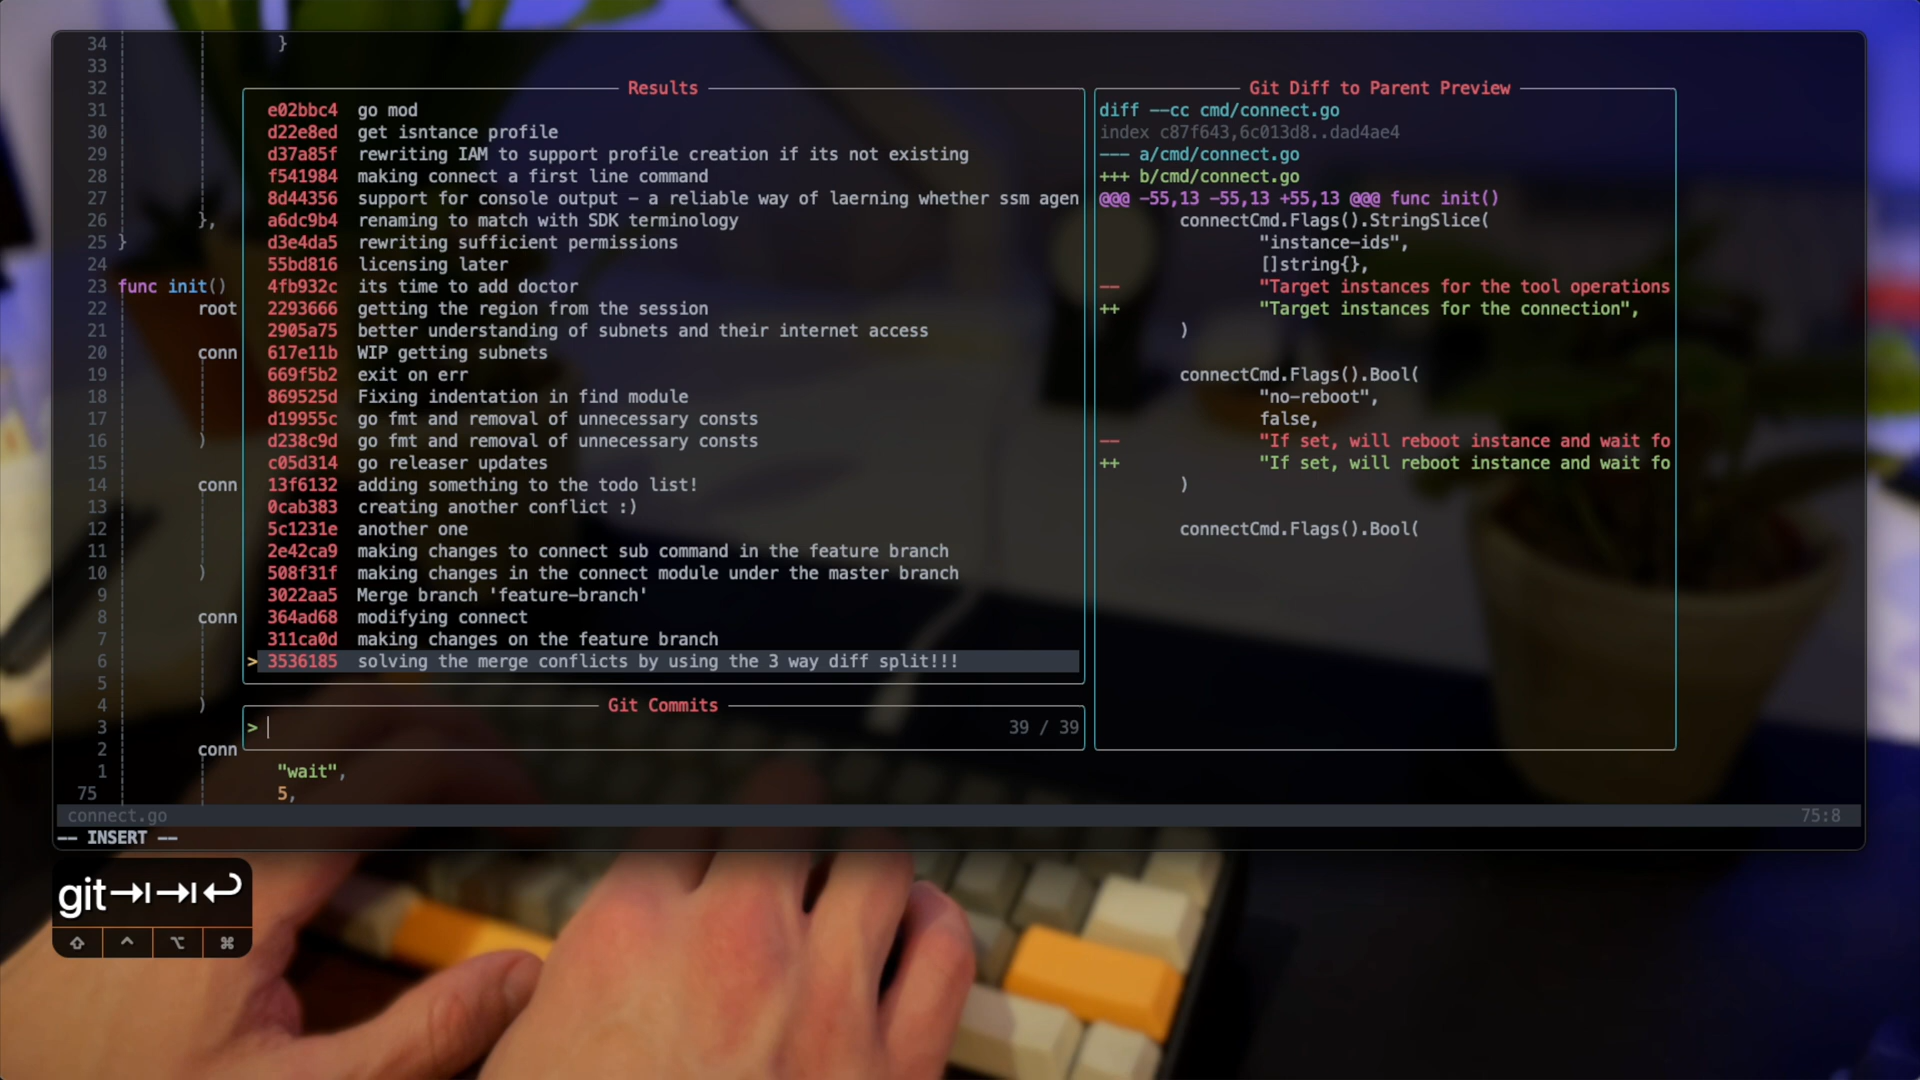 34 }
33
32
31
30
29
28
27
26 },
25 }
24
23 func init()
22 root
21
20 conn
19
18
17
16 )
15
14 conn
13
12
11
10 )
9
8 conn
7
6
5
4 )
3
2 conn
1 "wait",
75 5,
Results
e02bbc4 go mod
d22e8ed get isntance profile
d37a85f rewriting IAM to support profile creation if its not existing
f541984 making connect a first line command
8d44356 support for console output – a reliable way of laerning whether ssm agen
a6dc9b4 renaming to match with SDK terminology
d3e4da5 rewriting sufficient permissions
55bd816 licensing later
4fb932c its time to add doctor
2293666 getting the region from the session
2905a75 better understanding of subnets and their internet access
617e11b WIP getting subnets
669f5b2 exit on err
869525d Fixing indentation in find module
d19955c go fmt and removal of unnecessary consts
d238c9d go fmt and removal of unnecessary consts
c05d314 go releaser updates
13f6132 adding something to the todo list!
0cab383 creating another conflict :)
5c1231e another one
2e42ca9 making changes to connect sub command in the feature branch
508f31f making changes in the connect module under the master branch
3022aa5 Merge branch 'feature-branch'
364ad68 modifying connect
311ca0d making changes on the feature branch
> 3536185 solving the merge conflicts by using the 3 way diff split!!!
Git Commits
> 39 / 39
Git Diff to Parent Preview
diff --cc cmd/connect.go
index c87f643,6c013d8..dad4ae4
--- a/cmd/connect.go
+++ b/cmd/connect.go
@@@ -55,13 -55,13 +55,13 @@@ func init()
connectCmd.Flags().StringSlice(
"instance-ids",
[]string{},
-- "Target instances for the tool operations
++ "Target instances for the connection",
)
connectCmd.Flags().Bool(
"no-reboot",
false,
-- "If set, will reboot instance and wait fo
++ "If set, will reboot instance and wait fo
)
connectCmd.Flags().Bool(
connect.go 75:8
-- INSERT --
git⇥⇥↩
⇧ ^ ⌥ ⌘